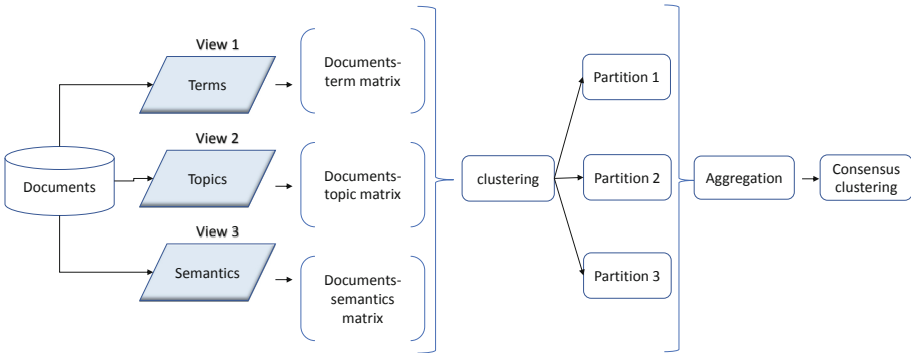 Documents
View 1
Terms
Documents-
term matrix
View 2
Topics
Documents-
topic matrix
View 3
Semantics
Documents-
semantics
matrix
clustering
Partition 1
Partition 2
Partition 3
Aggregation
Consensus
clustering